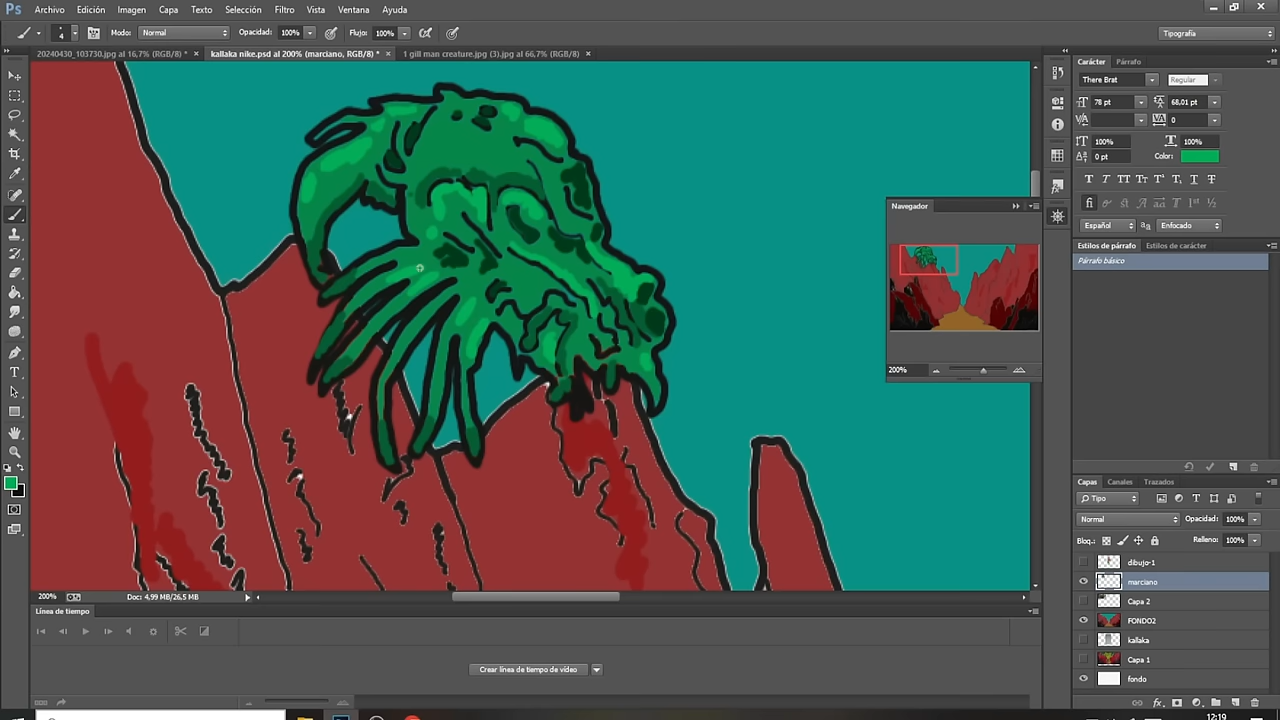 Ps Archivo Edición Imagen Capa Texto Selección Filtro Vista Ventana Ayuda
4 Modo: Normal Opacidad: 100% Flujo: 100% Tipografía
20240430_103730.jpg al 16,7% (RGB/8) * × kallaka nike.psd al 200% (marciano, RGB/8) * × 1 gill man creature.jpg (3).jpg al 66,7% (RGB/8) ×
Carácter Párrafo
There Brat Regular
78 pt 68,01 pt
0
100% 100%
0 pt Color:
Español Enfocado
Estilos de párrafo Estilos de carácter
Párrafo básico
Navegador
200%
Capas Canales Trazados
Tipo
Normal Opacidad: 100%
Bloq.: Relleno: 100%
dibujo-1
marciano
Capa 2
FONDO2
kallaka
Capa 1
fondo
200% Doc: 4,99 MB/26,5 MB
Línea de tiempo
Crear línea de tiempo de vídeo
12:19